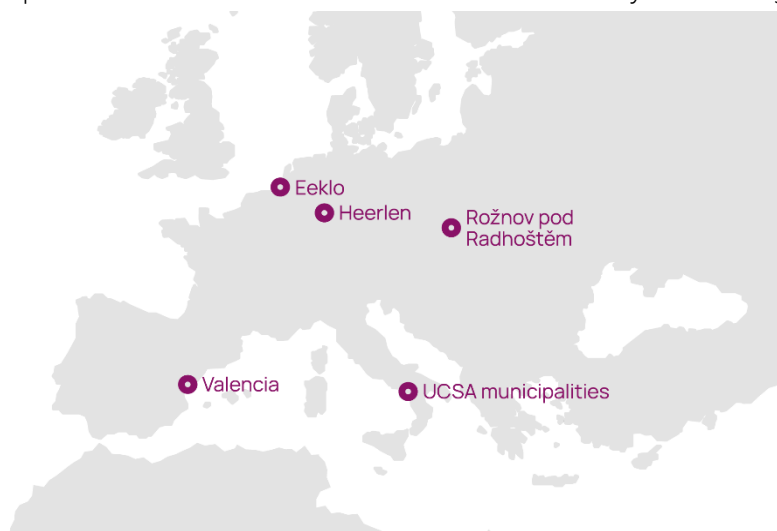 Eeklo
Heerlen
Rožnov pod
Radhoštěm
Valencia
UCSA municipalities